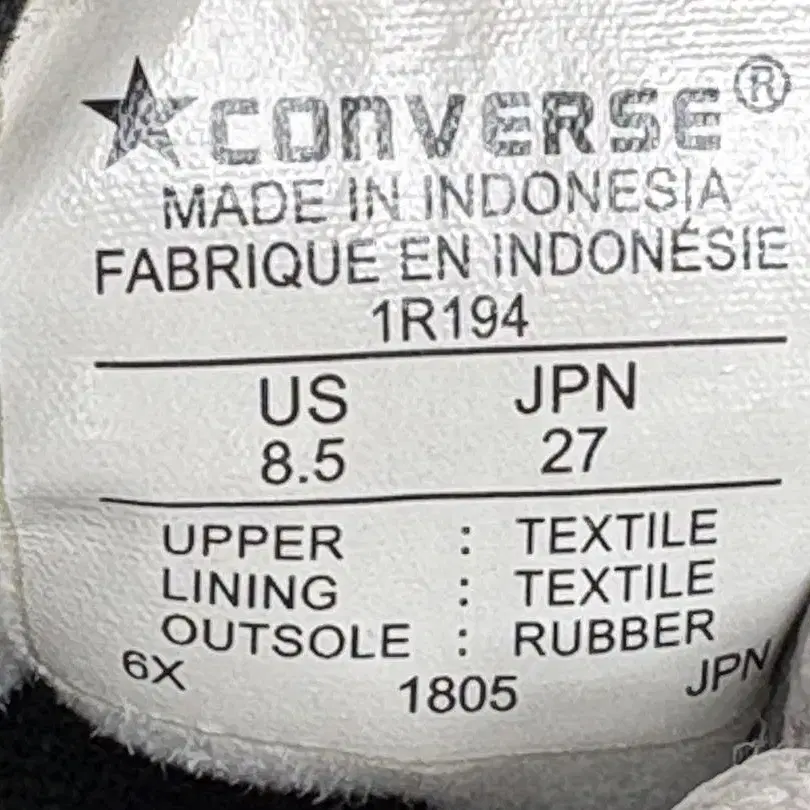 CONVERSE®
MADE IN INDONESIA
FABRIQUE EN INDONÉSIE
1R194
US JPN
8.5 27
UPPER : TEXTILE
LINING : TEXTILE
OUTSOLE : RUBBER
6X 1805 JPN